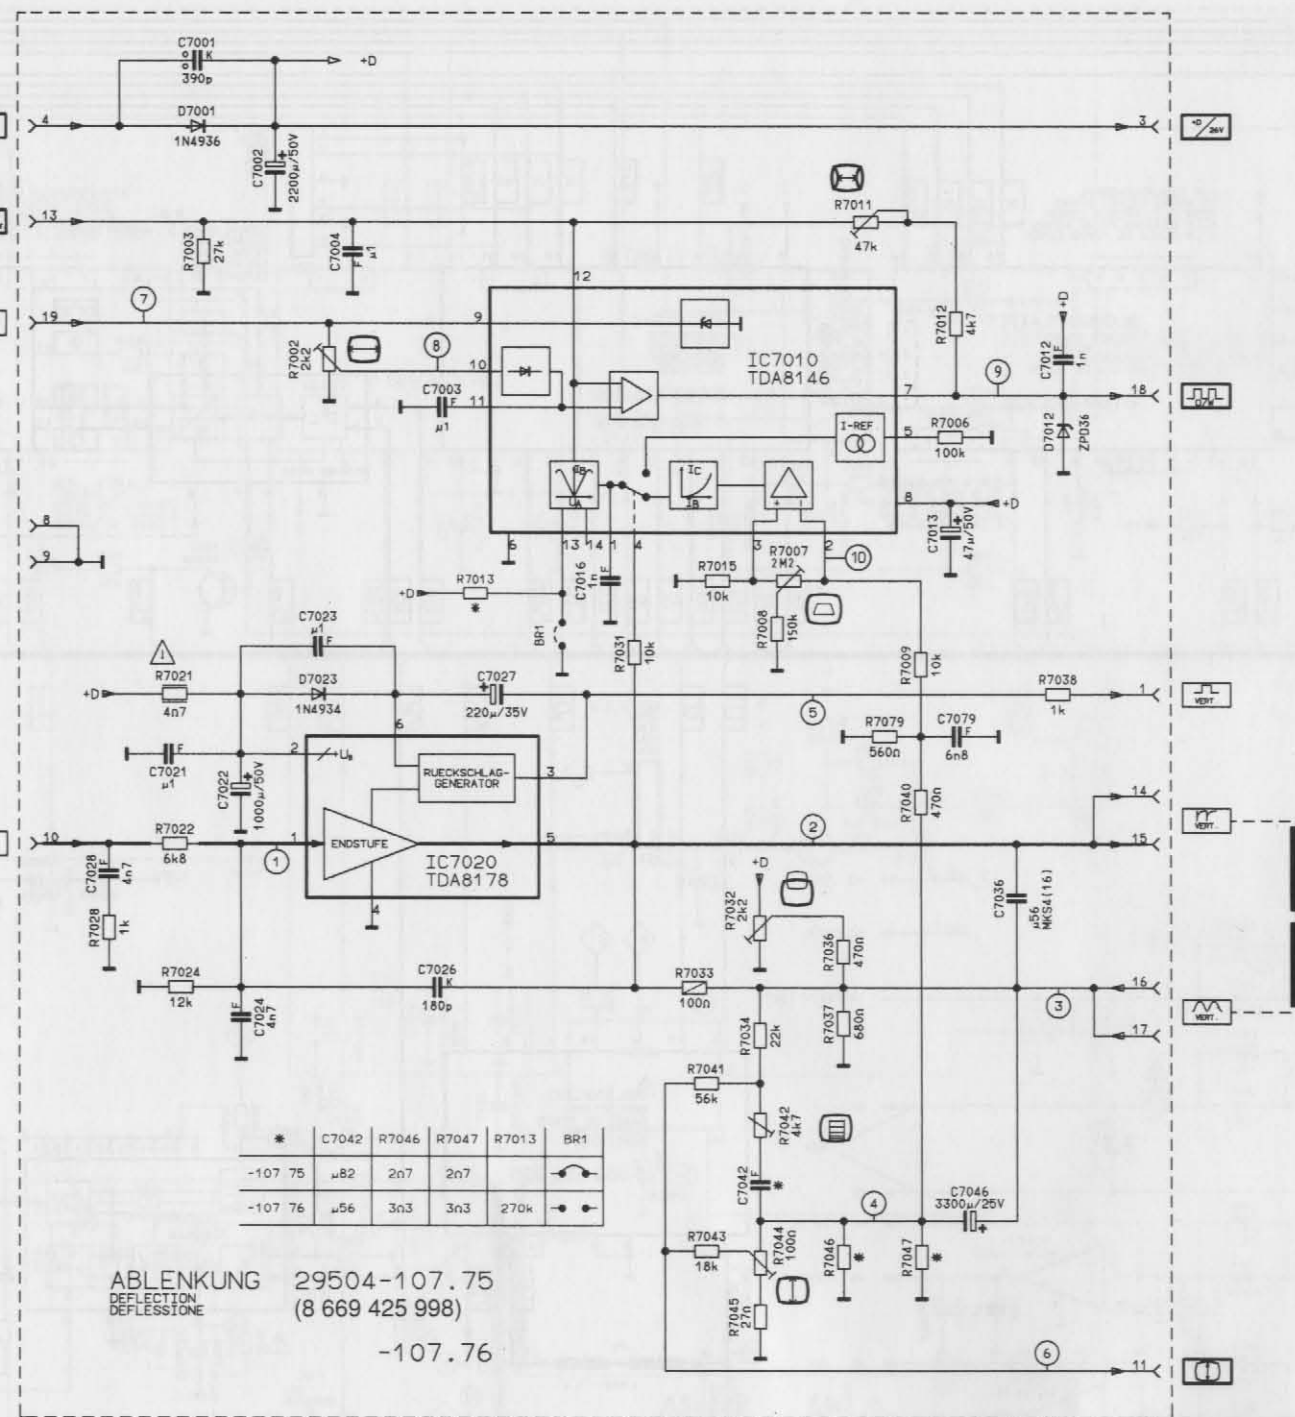 C7001
K
390p
+D
4
D7001
1N4936
3
+D/26V
C7002
2200µ/50V
+
13
R7003
27k
C7004
µ1
F
R7011
47k
12
19
7
9
R7002
2k2
8
10
C7003
F
µ1
11
IC7010
TDA8146
R7012
4k7
+D
C7012
1n
F
7
9
18
O/W
D7012
ZPD36
I-REF.
5
R7006
100k
IB
UA
IC
IB
+
8
+D
C7013
47µ/50V
+
8
9
6
13
14
1
4
3
2
10
R7013
*
+D
C7016
1n
F
BR1
R7031
10k
R7015
10k
R7007
2M2
R7008
150k
R7009
10k
C7023
µ1
F
R7021
4Ω7
+D
D7023
1N4934
C7027
220µ/35V
+
5
R7038
1k
1
VERT
6
R7079
560Ω
C7079
F
6n8
C7021
µ1
F
2
+UB
C7022
1000µ/50V
+
RUECKSCHLAG-
GENERATOR
3
R7040
470Ω
14
10
R7022
6k8
1
1
ENDSTUFE
5
2
15
VERT.
IC7020
TDA8178
4
C7028
4n7
F
R7028
1k
+D
R7032
2k2
R7036
470Ω
C7036
µ56
MKS4(16)
R7024
12k
C7026
K
180p
R7033
100Ω
16
3
C7024
4n7
F
R7034
22k
R7037
680Ω
17
VERT.
R7041
56k
R7042
4k7
C7042
F
*
* C7042 R7046 R7047 R7013 BR1
-107 75 µ82 2Ω7 2Ω7
-107 76 µ56 3Ω3 3Ω3 270k
4
C7046
3300µ/25V
+
R7043
18k
R7044
100Ω
R7046
*
R7047
*
R7045
27Ω
ABLENKUNG 29504-107.75
DEFLECTION
DEFLESSIONE
(8 669 425 998)
-107.76
6
11